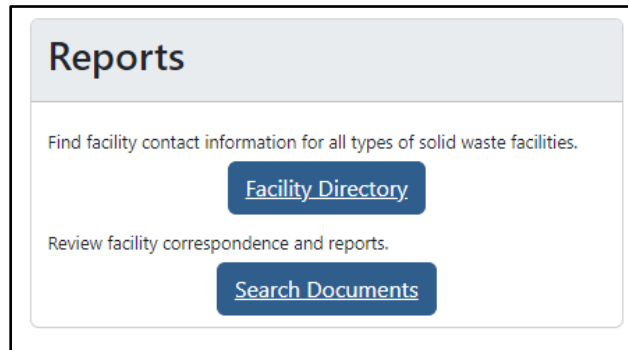 Reports
Find facility contact information for all types of solid waste facilities.
Facility Directory
Review facility correspondence and reports.
Search Documents